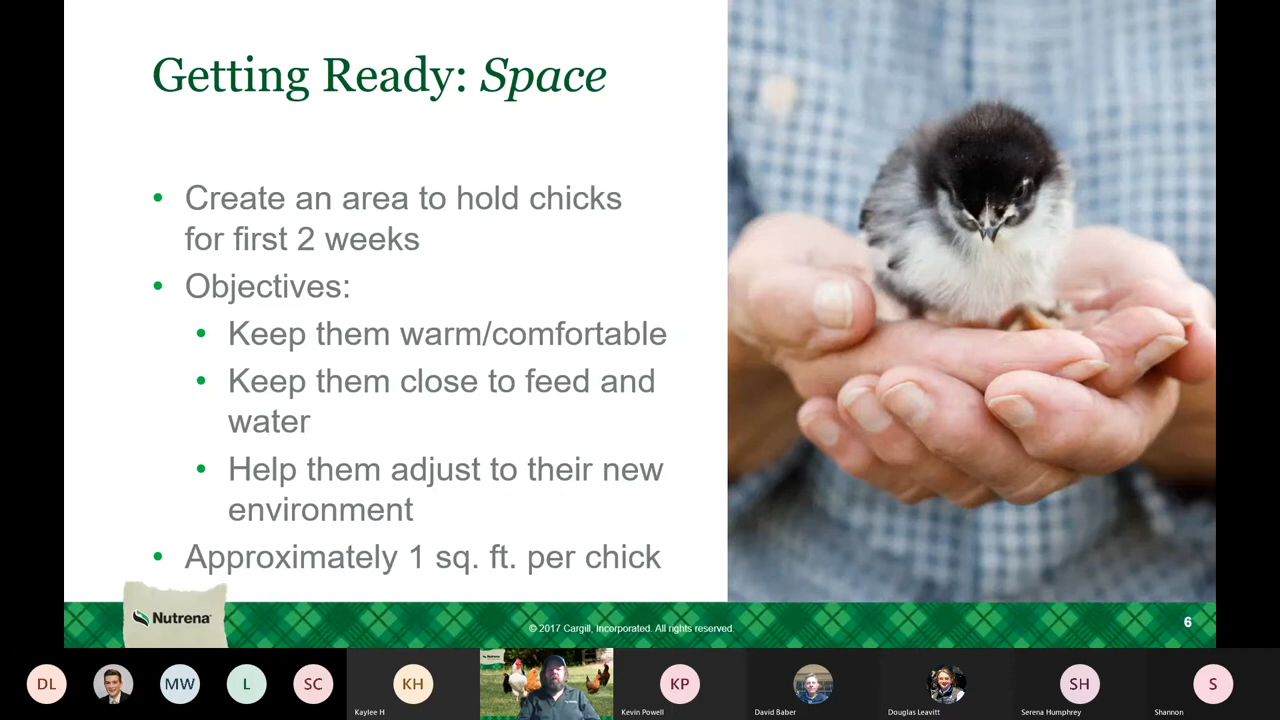 Getting Ready: Space
• Create an area to hold chicks
for first 2 weeks
• Objectives:
• Keep them warm/comfortable
• Keep them close to feed and
water
• Help them adjust to their new
environment
• Approximately 1 sq. ft. per chick
Nutrena
© 2017 Cargill, Incorporated. All rights reserved.
6
DL
MW
L
SC
KH
KP
SH
S
Kaylee H
Kevin Powell
David Baber
Douglas Leavitt
Serena Humphrey
Shannon